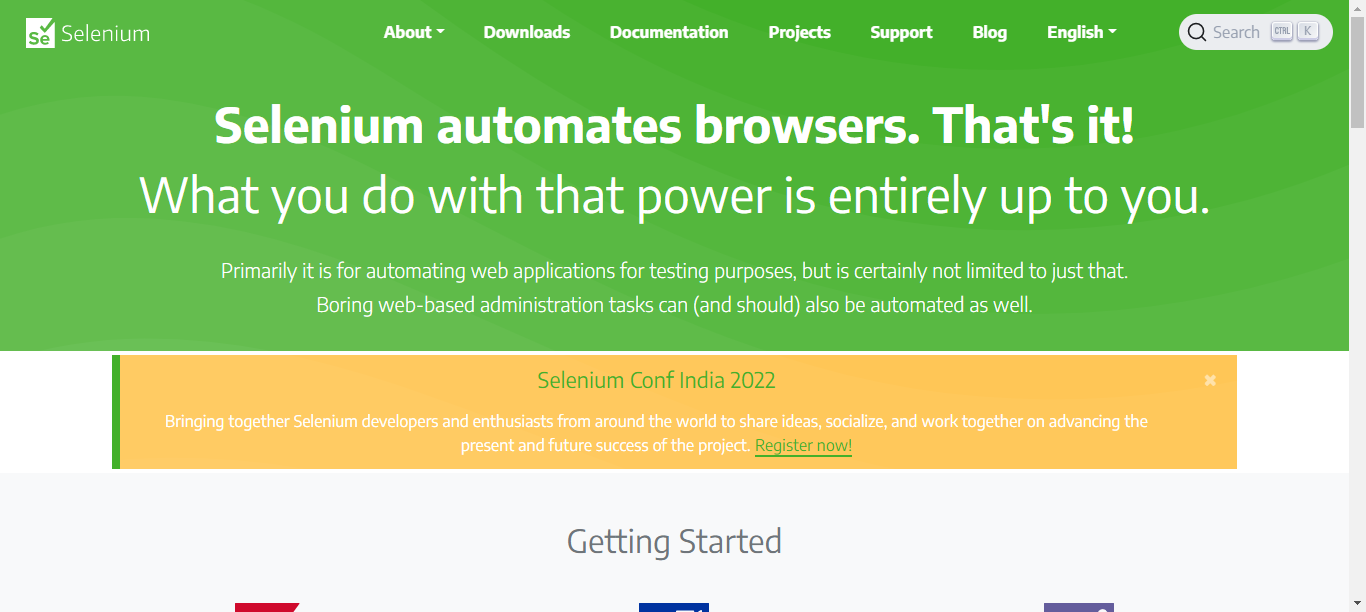 Se Selenium
About Downloads Documentation Projects Support Blog English Search CTRL K
Selenium automates browsers. That's it!
What you do with that power is entirely up to you.
Primarily it is for automating web applications for testing purposes, but is certainly not limited to just that.
Boring web-based administration tasks can (and should) also be automated as well.
Selenium Conf India 2022
Bringing together Selenium developers and enthusiasts from around the world to share ideas, socialize, and work together on advancing the
present and future success of the project. Register now!
Getting Started